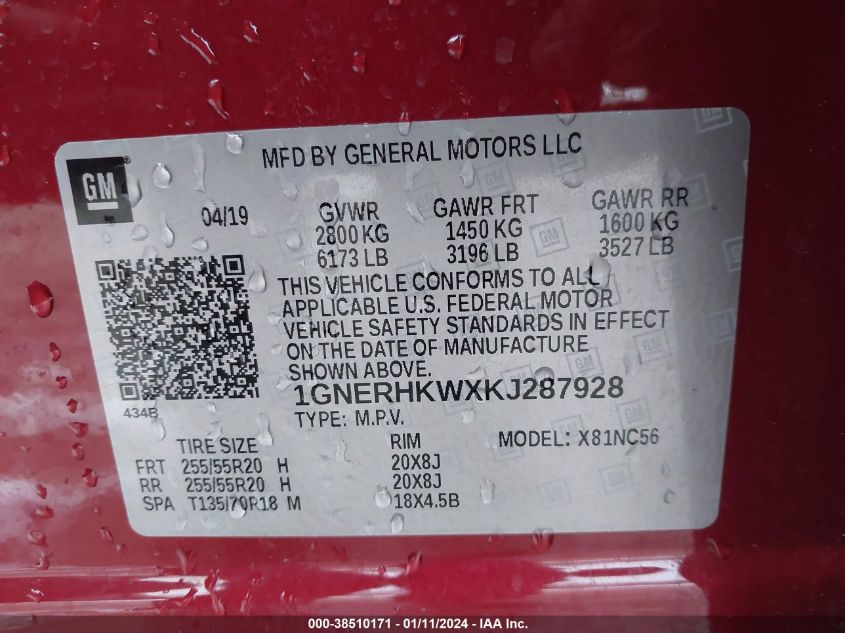 MFD BY GENERAL MOTORS LLC
GM
04/19 GVWR GAWR FRT GAWR RR
2800 KG 1450 KG 1600 KG
6173 LB 3196 LB 3527 LB
THIS VEHICLE CONFORMS TO ALL
APPLICABLE U.S. FEDERAL MOTOR
VEHICLE SAFETY STANDARDS IN EFFECT
ON THE DATE OF MANUFACTURE
SHOWN ABOVE.
1GNERHKWXKJ287928
434B
TYPE: M.P.V.
TIRE SIZE RIM MODEL: X81NC56
FRT 255/55R20 H 20X8J
RR 255/55R20 H 20X8J
SPA T135/70R18 M 18X4.5B
000-38510171 - 01/11/2024 - IAA Inc.